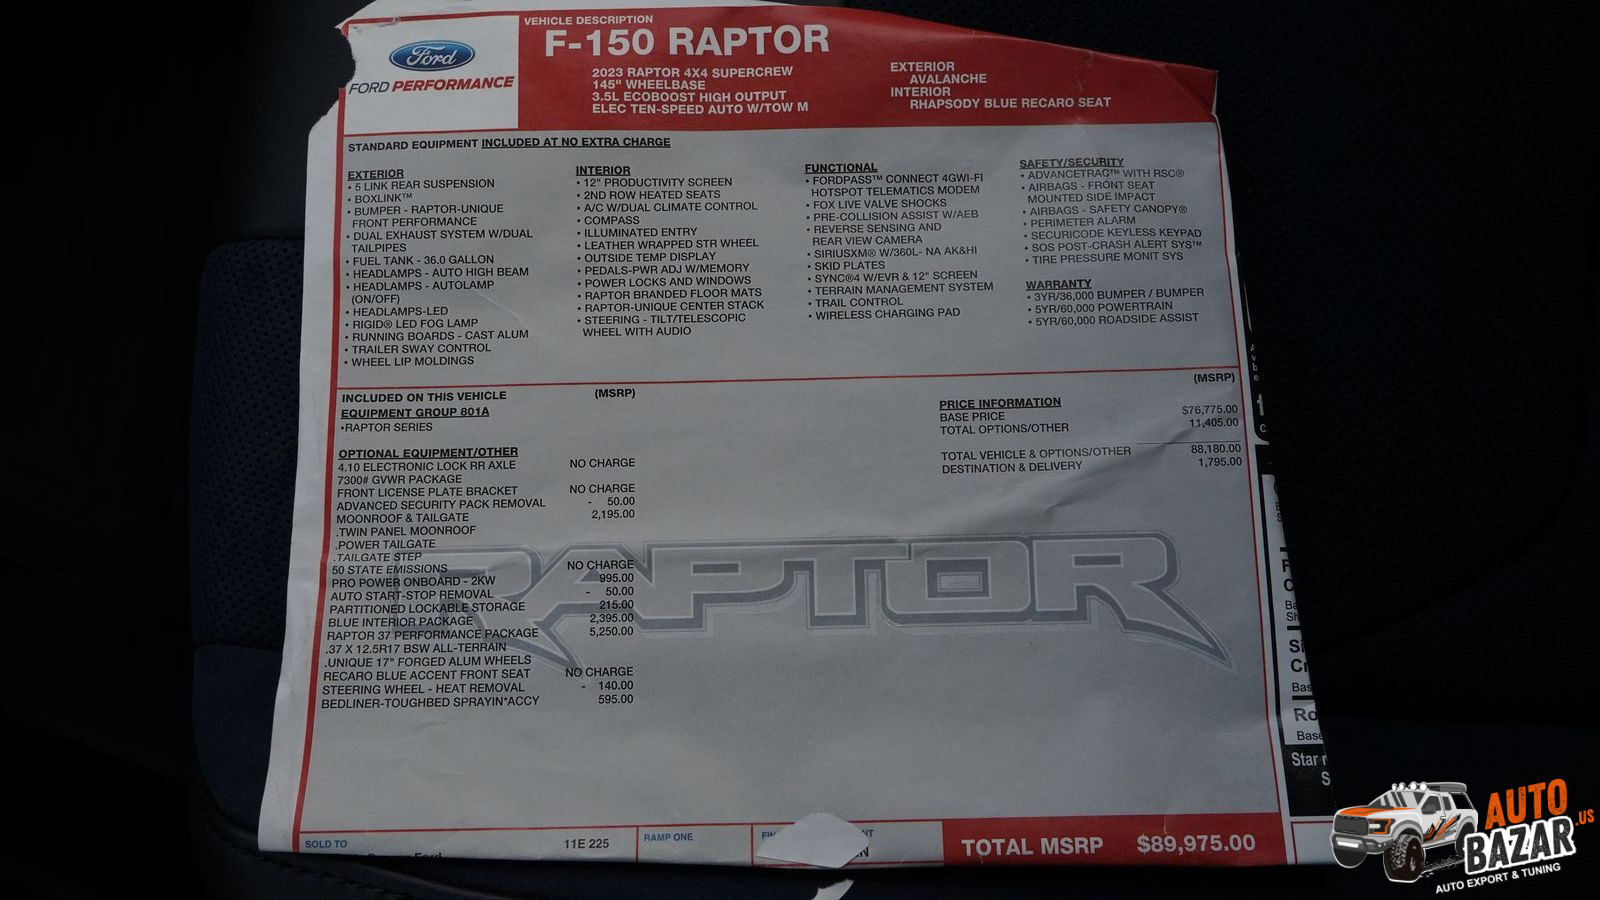 Ford
FORD PERFORMANCE
VEHICLE DESCRIPTION
F-150 RAPTOR
2023 RAPTOR 4X4 SUPERCREW
145" WHEELBASE
3.5L ECOBOOST HIGH OUTPUT
ELEC TEN-SPEED AUTO W/TOW M
EXTERIOR
AVALANCHE
INTERIOR
RHAPSODY BLUE RECARO SEAT
STANDARD EQUIPMENT INCLUDED AT NO EXTRA CHARGE
EXTERIOR
• 5 LINK REAR SUSPENSION
• BOXLINK™
• BUMPER - RAPTOR-UNIQUE
FRONT PERFORMANCE
• DUAL EXHAUST SYSTEM W/DUAL
TAILPIPES
• FUEL TANK - 36.0 GALLON
• HEADLAMPS - AUTO HIGH BEAM
• HEADLAMPS - AUTOLAMP
(ON/OFF)
• HEADLAMPS-LED
• RIGID® LED FOG LAMP
• RUNNING BOARDS - CAST ALUM
• TRAILER SWAY CONTROL
• WHEEL LIP MOLDINGS
INTERIOR
• 12" PRODUCTIVITY SCREEN
• 2ND ROW HEATED SEATS
• A/C W/DUAL CLIMATE CONTROL
• COMPASS
• ILLUMINATED ENTRY
• LEATHER WRAPPED STR WHEEL
• OUTSIDE TEMP DISPLAY
• PEDALS-PWR ADJ W/MEMORY
• POWER LOCKS AND WINDOWS
• RAPTOR BRANDED FLOOR MATS
• RAPTOR-UNIQUE CENTER STACK
• STEERING - TILT/TELESCOPIC
WHEEL WITH AUDIO
FUNCTIONAL
• FORDPASS™ CONNECT 4GWI-FI
HOTSPOT TELEMATICS MODEM
• FOX LIVE VALVE SHOCKS
• PRE-COLLISION ASSIST W/AEB
• REVERSE SENSING AND
REAR VIEW CAMERA
• SIRIUSXM® W/360L- NA AK&HI
• SKID PLATES
• SYNC®4 W/EVR & 12" SCREEN
• TERRAIN MANAGEMENT SYSTEM
• TRAIL CONTROL
• WIRELESS CHARGING PAD
SAFETY/SECURITY
• ADVANCETRAC™ WITH RSC®
• AIRBAGS - FRONT SEAT
MOUNTED SIDE IMPACT
• AIRBAGS - SAFETY CANOPY®
• PERIMETER ALARM
• SECURICODE KEYLESS KEYPAD
• SOS POST-CRASH ALERT SYS™
• TIRE PRESSURE MONIT SYS
WARRANTY
• 3YR/36,000 BUMPER / BUMPER
• 5YR/60,000 POWERTRAIN
• 5YR/60,000 ROADSIDE ASSIST
INCLUDED ON THIS VEHICLE (MSRP)
EQUIPMENT GROUP 801A
•RAPTOR SERIES
OPTIONAL EQUIPMENT/OTHER
4.10 ELECTRONIC LOCK RR AXLE NO CHARGE
7300# GVWR PACKAGE
FRONT LICENSE PLATE BRACKET NO CHARGE
ADVANCED SECURITY PACK REMOVAL - 50.00
MOONROOF & TAILGATE 2,195.00
.TWIN PANEL MOONROOF
.POWER TAILGATE
.TAILGATE STEP
50 STATE EMISSIONS NO CHARGE
PRO POWER ONBOARD - 2KW 995.00
AUTO START-STOP REMOVAL - 50.00
PARTITIONED LOCKABLE STORAGE 215.00
BLUE INTERIOR PACKAGE 2,395.00
RAPTOR 37 PERFORMANCE PACKAGE 5,250.00
.37 X 12.5R17 BSW ALL-TERRAIN
.UNIQUE 17" FORGED ALUM WHEELS
RECARO BLUE ACCENT FRONT SEAT NO CHARGE
STEERING WHEEL - HEAT REMOVAL - 140.00
BEDLINER-TOUGHBED SPRAYIN*ACCY 595.00
(MSRP)
PRICE INFORMATION
BASE PRICE $76,775.00
TOTAL OPTIONS/OTHER 11,405.00
TOTAL VEHICLE & OPTIONS/OTHER 88,180.00
DESTINATION & DELIVERY 1,795.00
RAPTOR
SOLD TO
11E 225
RAMP ONE
TOTAL MSRP $89,975.00
Si
Ro
Base
Star
AUTO
BAZAR.us
AUTO EXPORT & TUNING